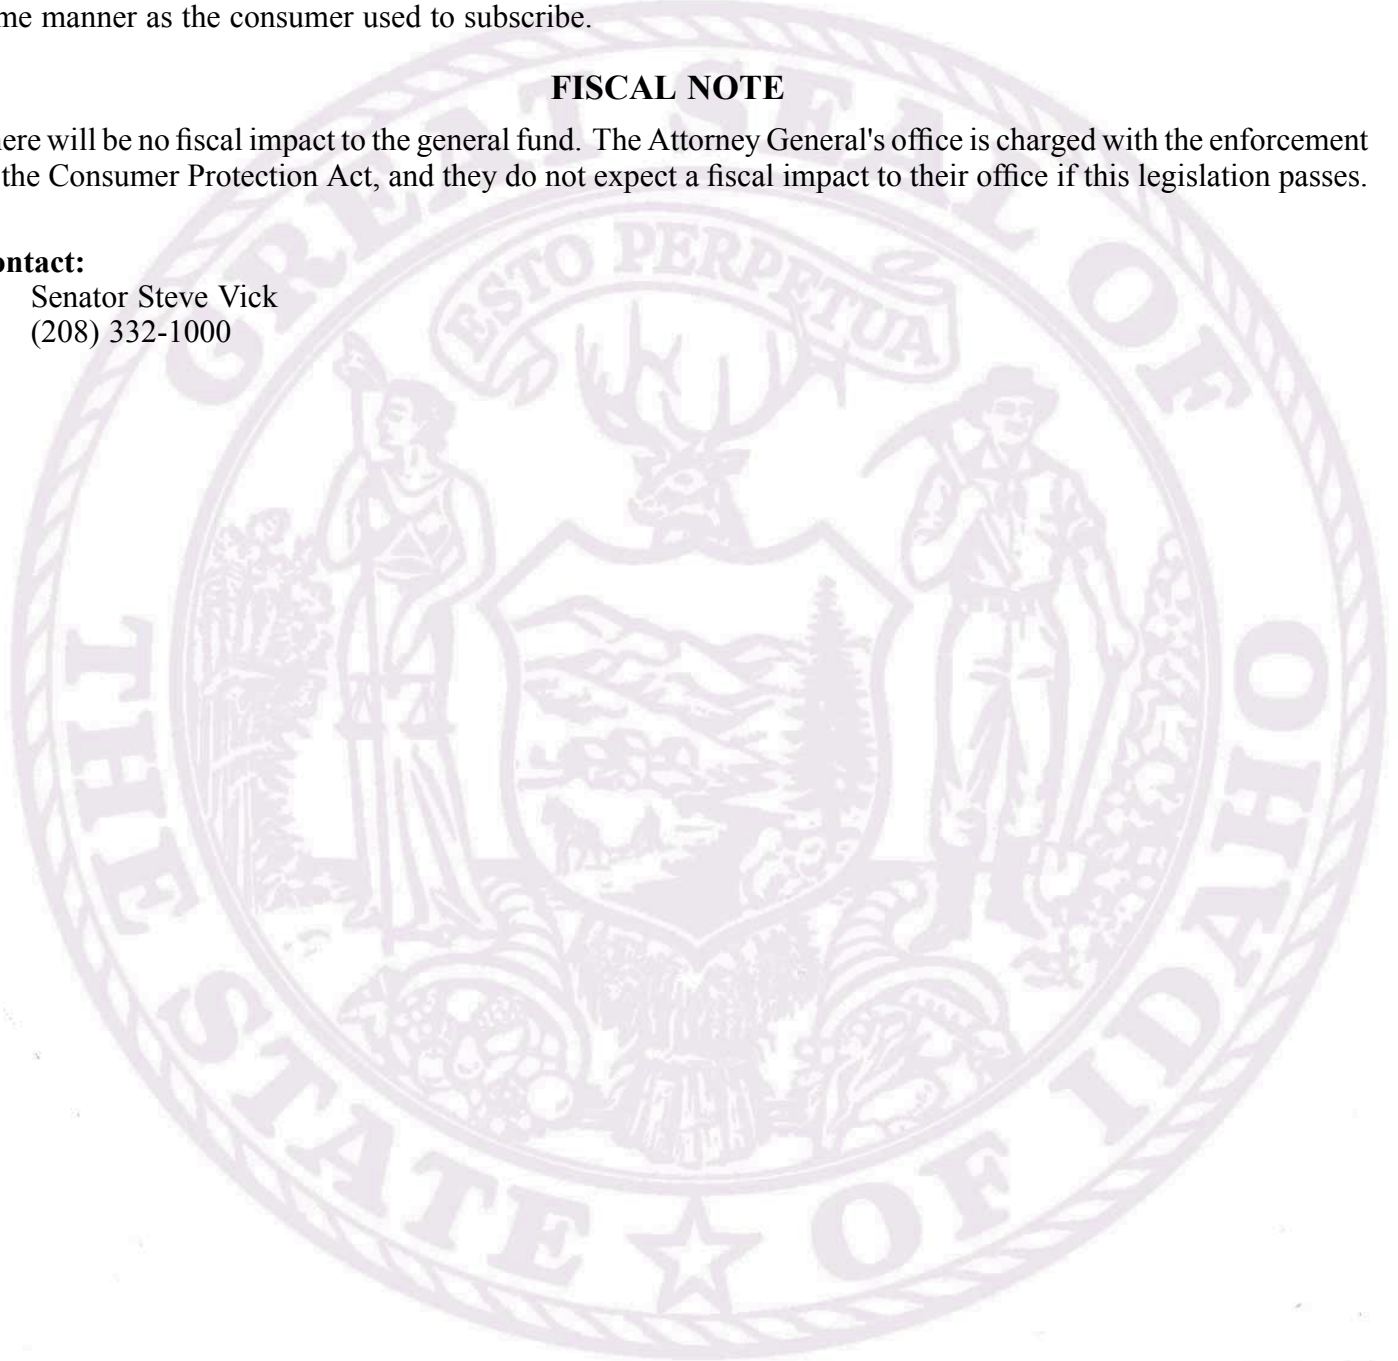 me manner as the consumer used to subscribe.
FISCAL NOTE
here will be no fiscal impact to the general fund. The Attorney General's office is charged with the enforcement
the Consumer Protection Act, and they do not expect a fiscal impact to their office if this legislation passes.
ontact:
Senator Steve Vick
(208) 332-1000
GREAT SEAL OF
ESTO PERPETUA
THE STATE OF IDAHO